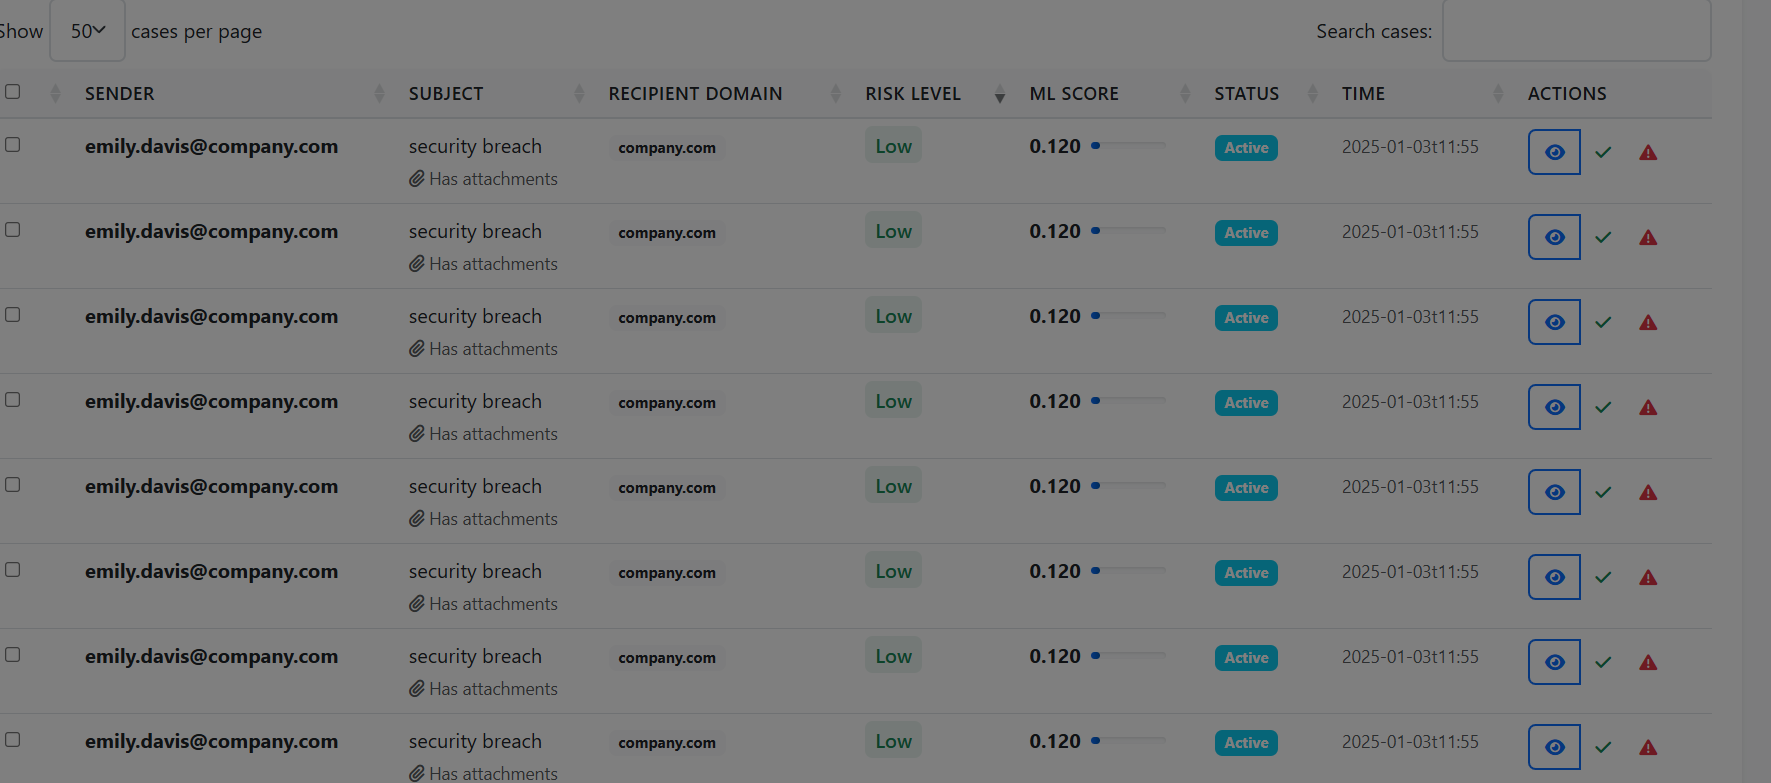 Show 50 cases per page Search cases:
SENDER SUBJECT RECIPIENT DOMAIN RISK LEVEL ML SCORE STATUS TIME ACTIONS
emily.davis@company.com security breach company.com Low 0.120 Active 2025-01-03t11:55
Has attachments
emily.davis@company.com security breach company.com Low 0.120 Active 2025-01-03t11:55
Has attachments
emily.davis@company.com security breach company.com Low 0.120 Active 2025-01-03t11:55
Has attachments
emily.davis@company.com security breach company.com Low 0.120 Active 2025-01-03t11:55
Has attachments
emily.davis@company.com security breach company.com Low 0.120 Active 2025-01-03t11:55
Has attachments
emily.davis@company.com security breach company.com Low 0.120 Active 2025-01-03t11:55
Has attachments
emily.davis@company.com security breach company.com Low 0.120 Active 2025-01-03t11:55
Has attachments
emily.davis@company.com security breach company.com Low 0.120 Active 2025-01-03t11:55
Has attachments